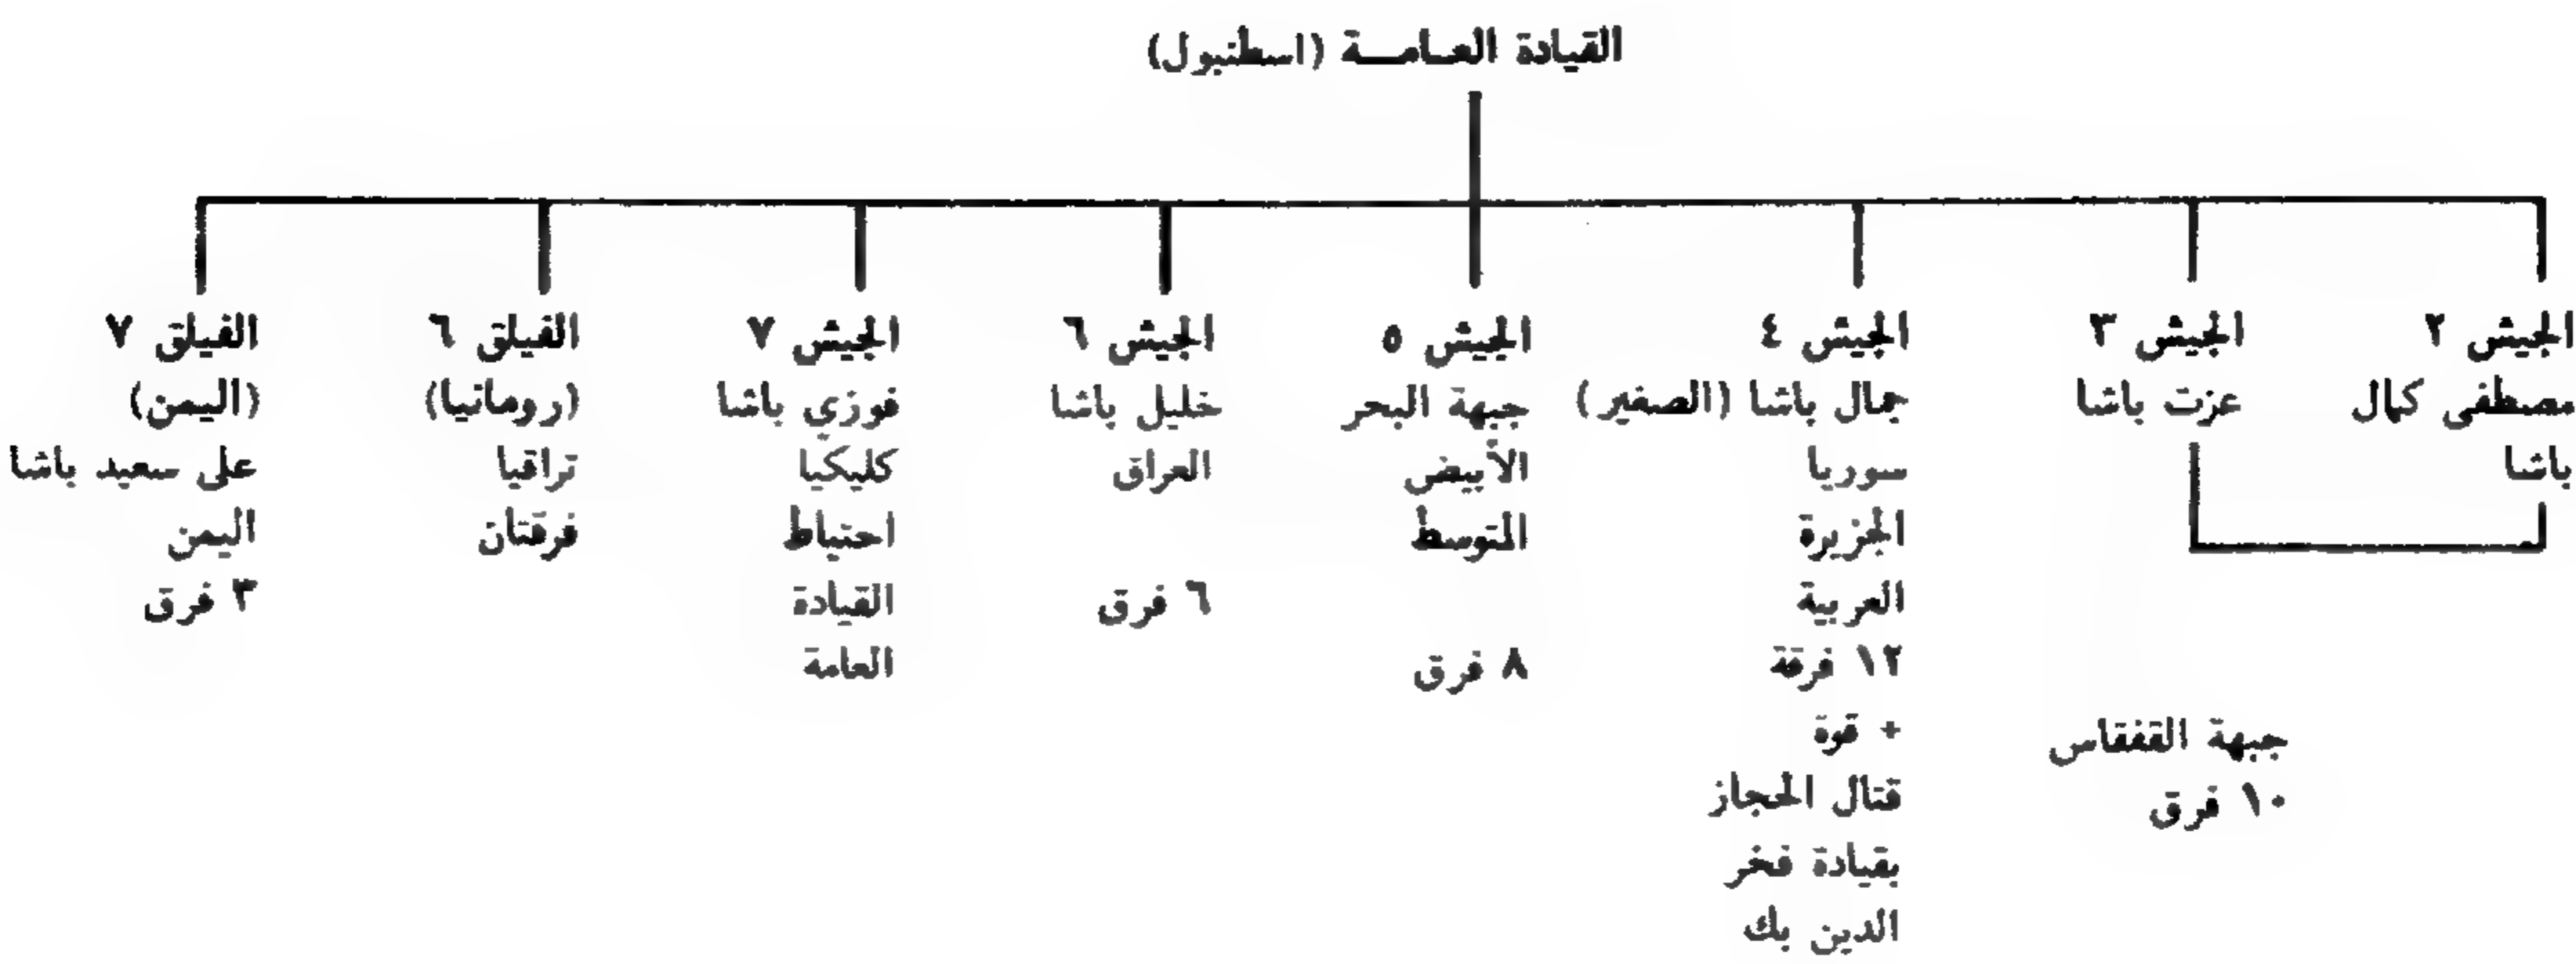 القيادة العامة (اسطنبول)
الجيش ٢
مصطفى كمال
باشا
الجيش ٣
عزت باشا
جبهة القفقاس
١٠ فرق
الجيش ٤
جمال باشا (الصغير)
سوريا
الجزيرة
العربية
١٢ فرقة
+ قوة
قتال الحجاز
بقيادة فخر
الدين بك
الجيش ٥
جبهة البحر
الأبيض
المتوسط
٨ فرق
الجيش ٦
خليل باشا
العراق
٦ فرق
الجيش ٧
فوزي باشا
كليكيا
احتياط
القيادة
العامة
الفيلق ٦
(رومانيا)
تراقيا
فرقتان
الفيلق ٧
(اليمن)
على سعيد باشا
اليمن
٣ فرق